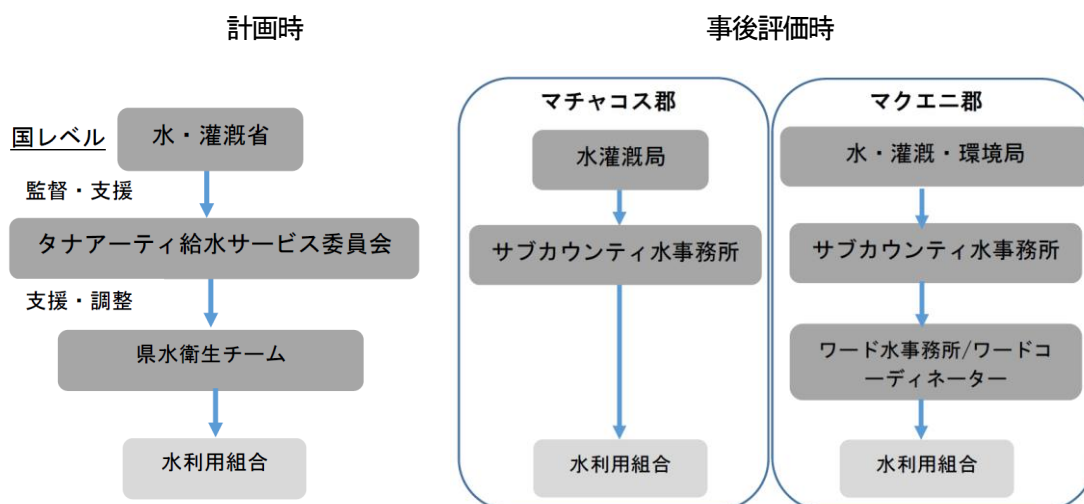 計画時
国レベル
水・灌漑省
監督・支援
タナアーティ給水サービス委員会
支援・調整
県水衛生チーム
水利用組合
事後評価時
マチャコス郡
水灌漑局
サブカウンティ水事務所
水利用組合
マクエニ郡
水・灌漑・環境局
サブカウンティ水事務所
ワード水事務所/ワードコ
ーディネーター
水利用組合